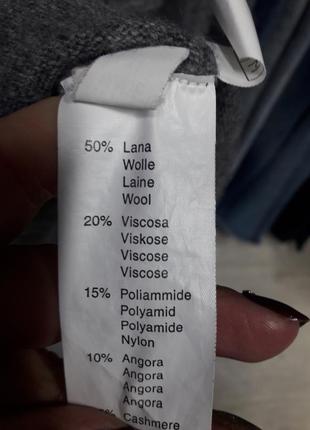 50% Lana
Wolle
Laine
Wool
20% Viscosa
Viskose
Viscose
Viscose
15% Poliammide
Polyamid
Polyamide
Nylon
10% Angora
Angora
Angora
Angora
% Cashmere